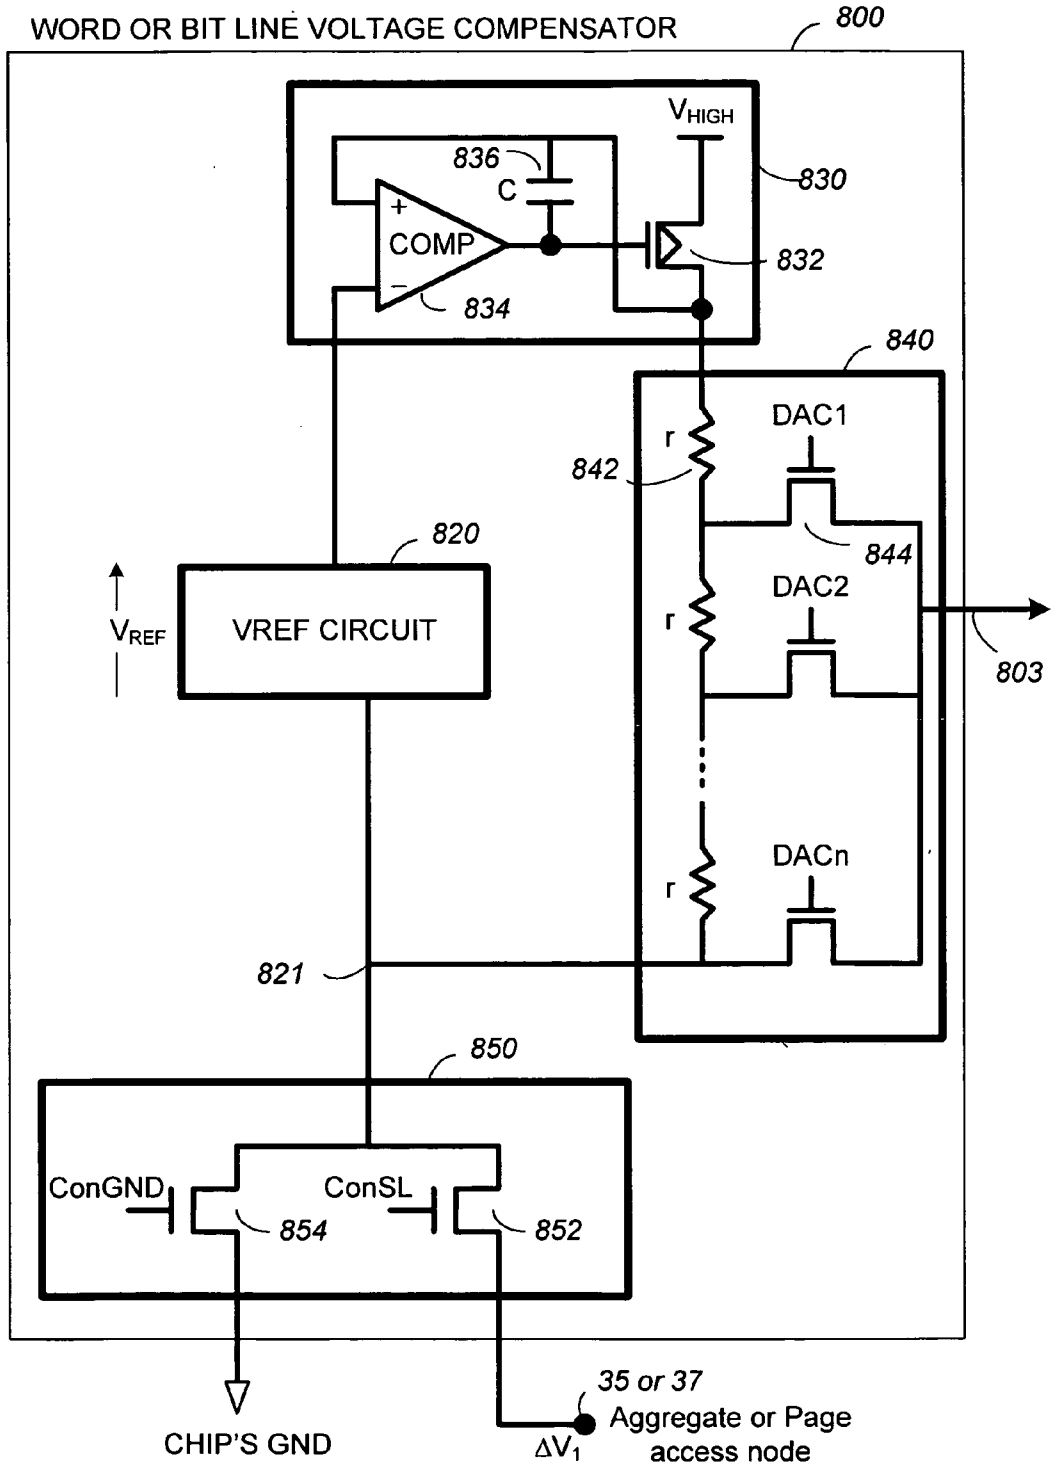 WORD OR BIT LINE VOLTAGE COMPENSATOR
800
VHIGH
836
C
830
+
COMP
832
−
834
840
DAC1
r
842
820
844
VREF
VREF CIRCUIT
DAC2
r
803
DACn
r
821
850
ConGND
ConSL
854
852
35 or 37
CHIP'S GND
ΔV1
Aggregate or Page
access node